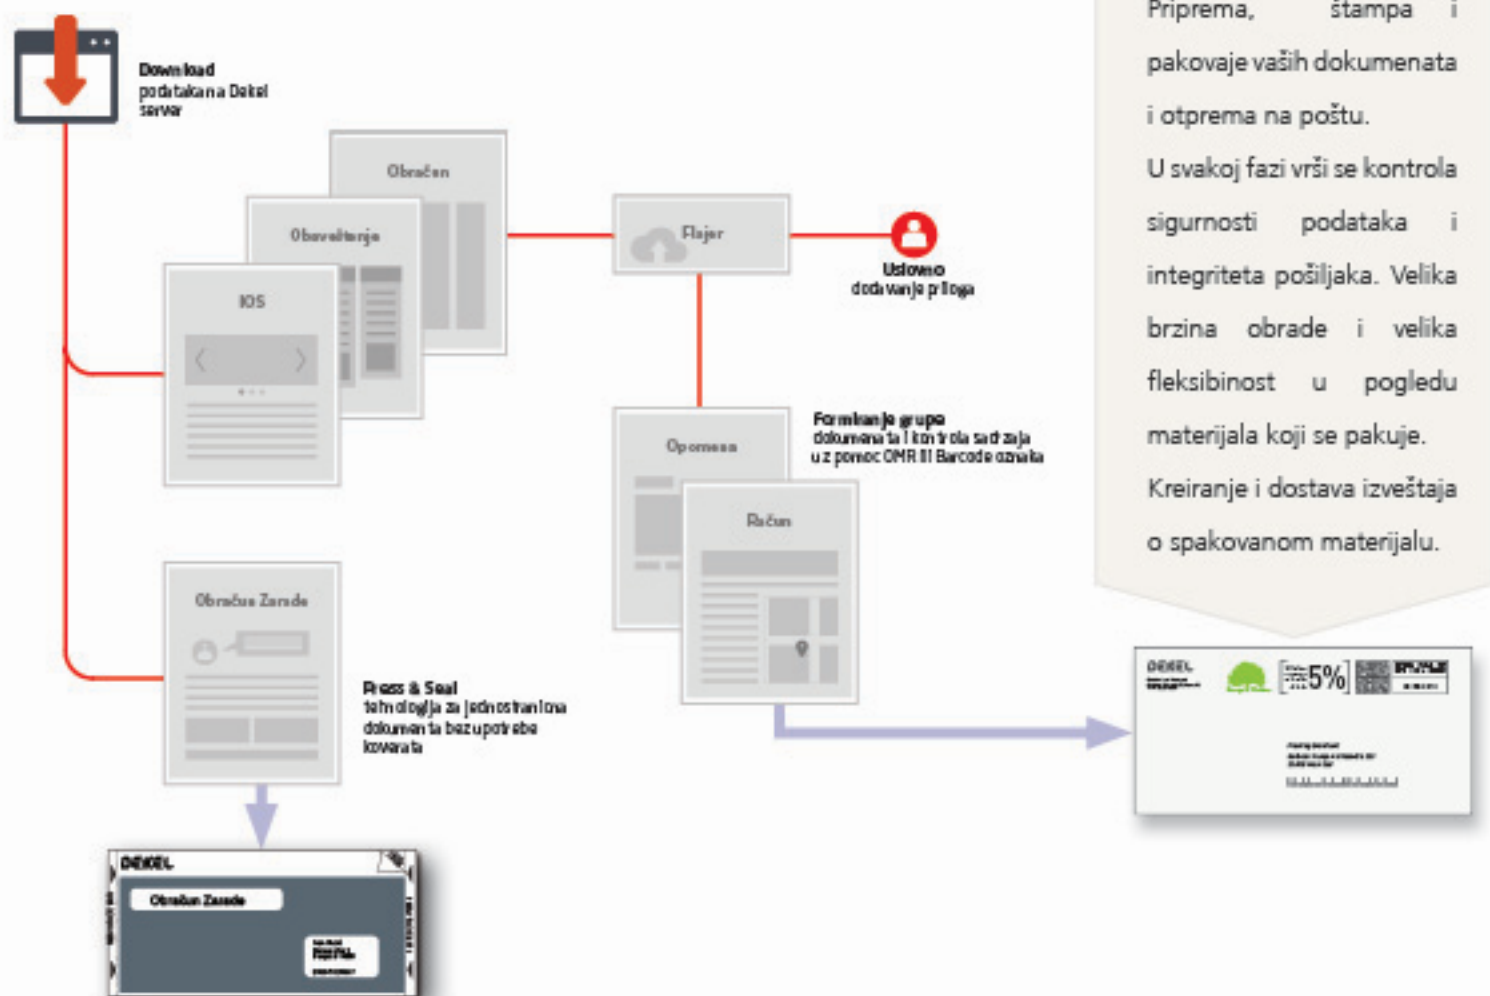 Download
podataka na Dekel
server
Obračun
Obaveštenje
IOS
Flajer
Uslovno
dodavanje priloga
Formiranje grupe
dokumenata i kontrola sadrzaja
uz pomoc OMR ili Barcode oznaka
Opomena
Račun
Obračun Zarade
Press & Seal
tehnologija za jednostranicna
dokumenta bez upotrebe
koverata
DEKEL
Obračun Zarade
Priprema, štampa i
pakovaje vaših dokumenata
i otprema na poštu.
U svakoj fazi vrši se kontrola
sigurnosti podataka i
integriteta pošiljaka. Velika
brzina obrade i velika
fleksibinost u pogledu
materijala koji se pakuje.
Kreiranje i dostava izveštaja
o spakovanom materijalu.
DEKEL
5%